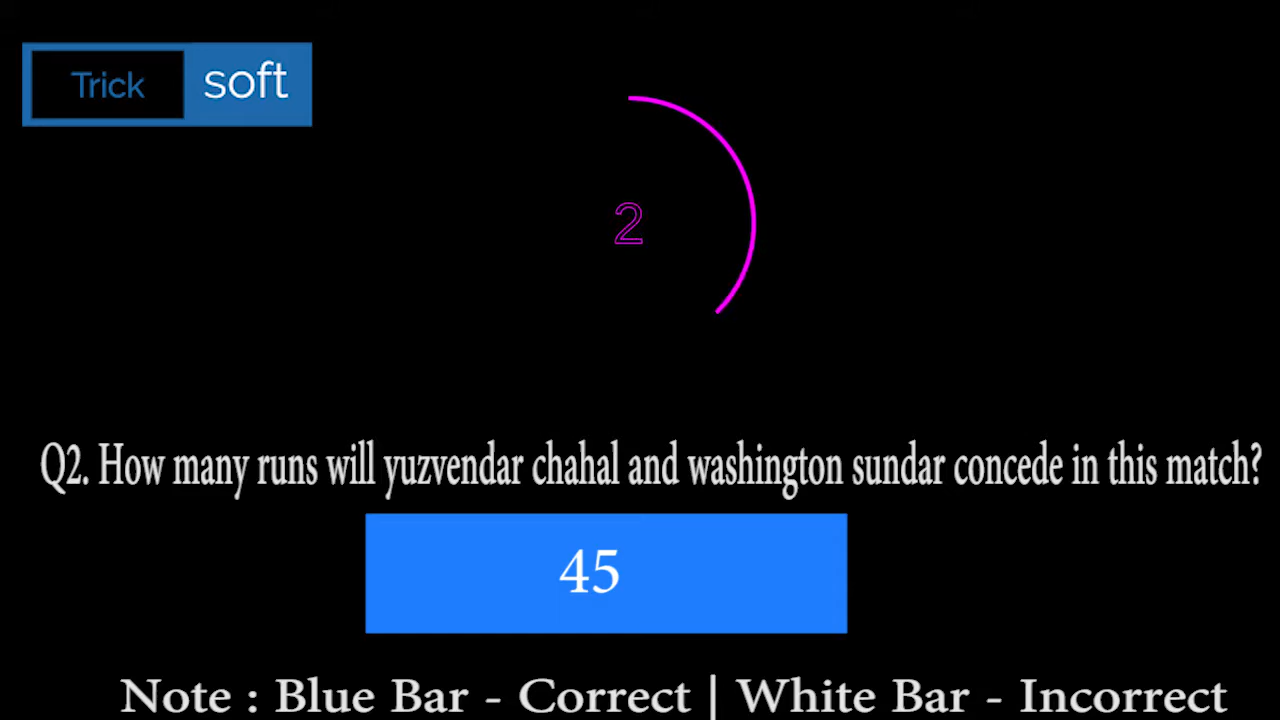 Trick soft
2
Q2. How many runs will yuzvendar chahal and washington sundar concede in this match?
45
Note : Blue Bar - Correct | White Bar - Incorrect